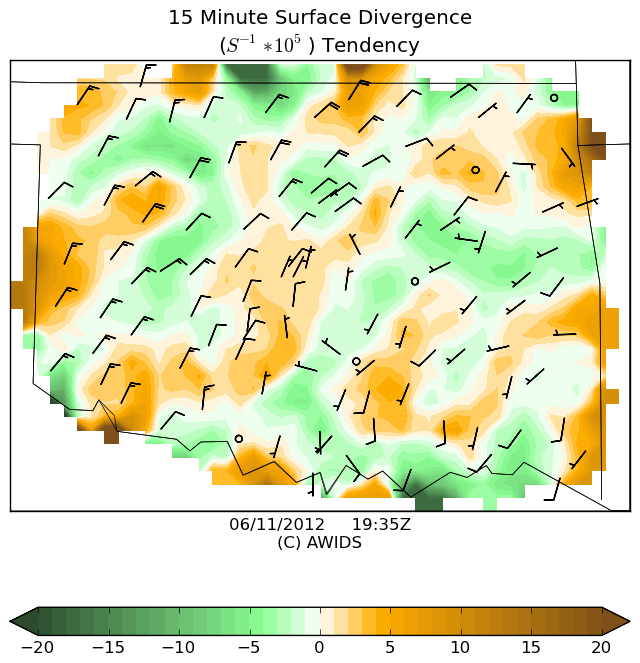 15 Minute Surface Divergence
(S⁻¹ *10⁵ ) Tendency
06/11/2012 19:35Z
(C) AWIDS
−20 −15 −10 −5 0 5 10 15 20